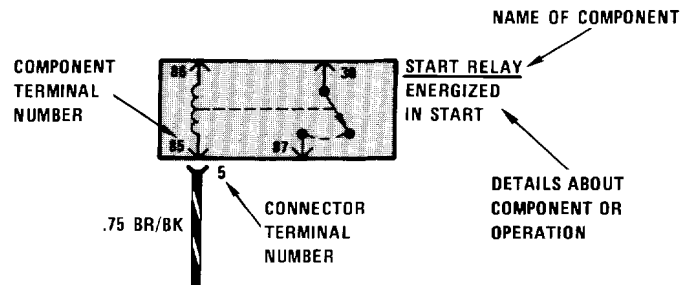 NAME OF COMPONENT
COMPONENT
TERMINAL
NUMBER
86
30
START RELAY
ENERGIZED
IN START
85
87
5
.75 BR/BK
CONNECTOR
TERMINAL
NUMBER
DETAILS ABOUT
COMPONENT OR
OPERATION